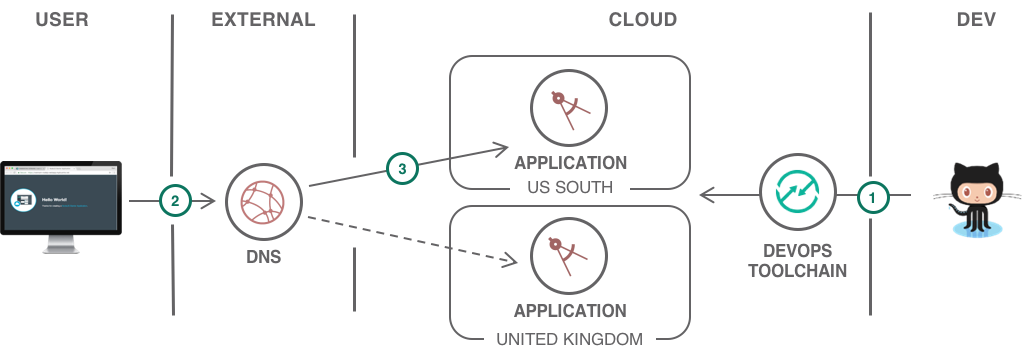 USER
EXTERNAL
CLOUD
DEV
APPLICATION
US SOUTH
3
1
2
Hello World!
DNS
DEVOPS
TOOLCHAIN
APPLICATION
UNITED KINGDOM